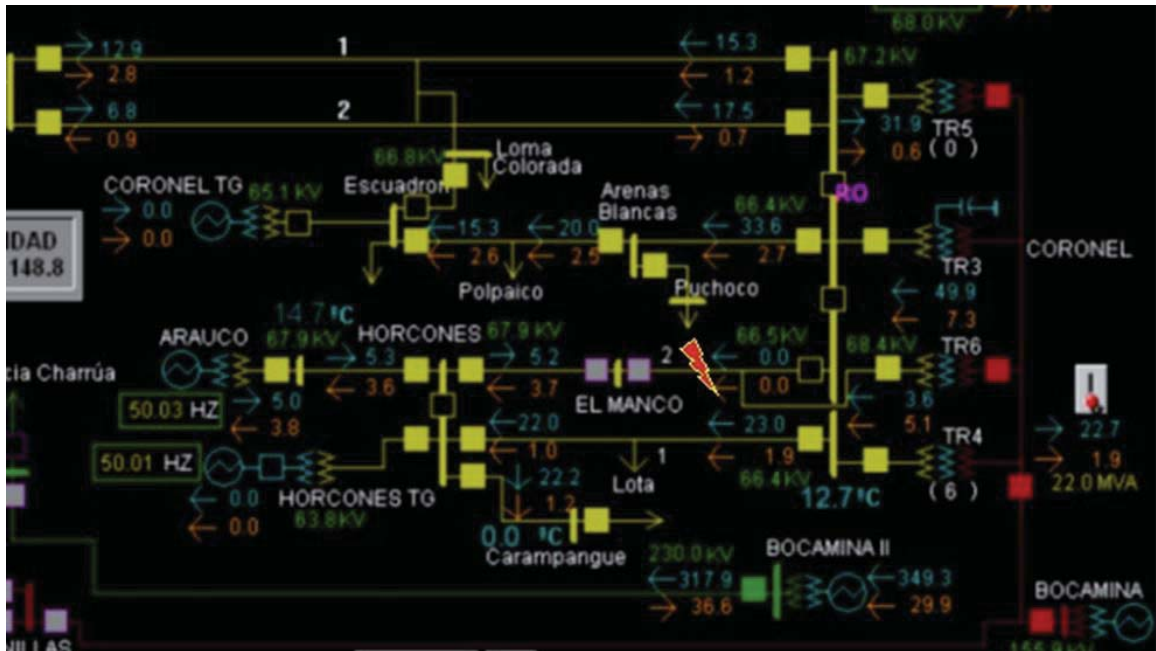 68.0 KV
12.9
1
15.3
67.2 KV
2.8
1.2
6.8
2
17.5
0.9
0.7
31.9
TR5
0.6
( 0 )
66.8 KV
Loma
Colorada
CORONEL TG
65.1 KV
Escuadron
Arenas
Blancas
RO
0.0
66.4 KV
0.0
15.3
20.0
33.6
IDAD
148.8
2.6
2.5
2.7
CORONEL
TR3
Polpaico
Puchoco
49.9
7.3
14.7 ºC
ARAUCO
67.9 KV
HORCONES
67.9 KV
66.5 KV
68.4 KV
TR6
5.3
5.2
2
0.0
cia Charrúa
3.6
3.7
0.0
EL MANCO
5.0
3.6
50.03 HZ
3.8
22.0
23.0
5.1
TR4
22.7
50.01 HZ
1.0
1
1.9
1.9
22.2
Lota
66.4 KV
( 6 )
22.0 MVA
HORCONES TG
12.7 ºC
0.0
63.8 KV
1.2
0.0
0.0 ºC
Carampangue
230.0 KV
BOCAMINA II
317.9
349.3
36.6
29.9
BOCAMINA
NILLAS